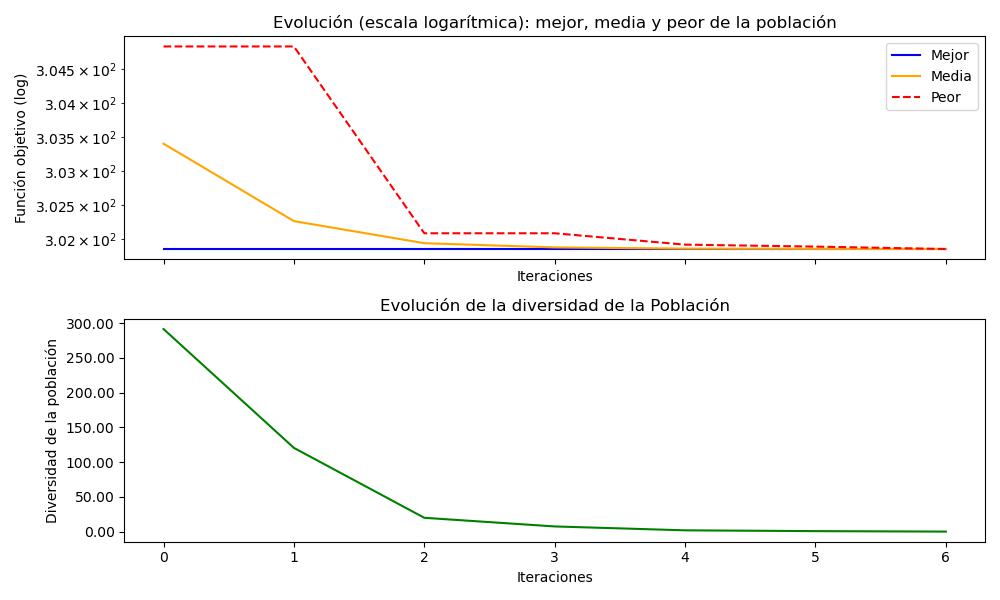 Evolución (escala logarítmica): mejor, media y peor de la población
Función objetivo (log)
3.045 × 10²
3.04 × 10²
3.035 × 10²
3.03 × 10²
3.025 × 10²
3.02 × 10²
Mejor
Media
Peor
Iteraciones
Evolución de la diversidad de la Población
Diversidad de la población
300.00
250.00
200.00
150.00
100.00
50.00
0.00
0 1 2 3 4 5 6
Iteraciones